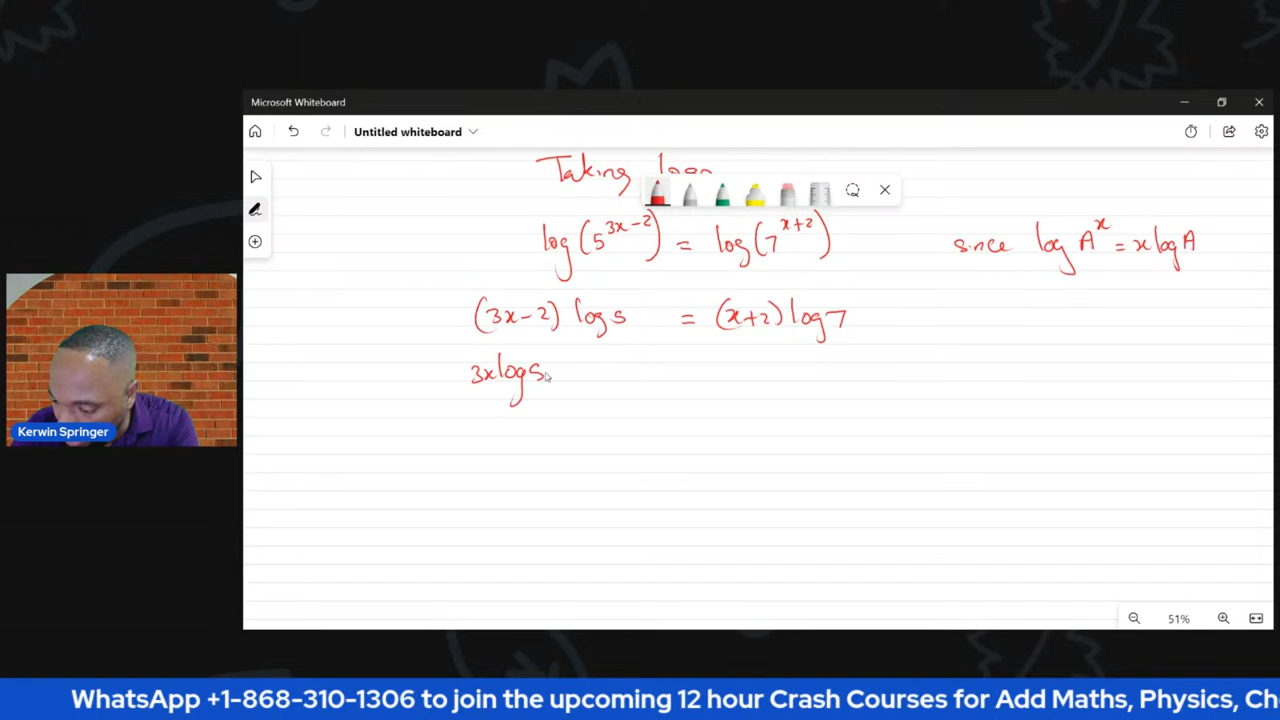 Microsoft Whiteboard
Untitled whiteboard
Taking
log(5^{3x-2}) = log(7^{x+2}) since log A^x = x log A
(3x-2) log 5 = (x+2) log 7
3x log 5
Kerwin Springer
51%
WhatsApp +1-868-310-1306 to join the upcoming 12 hour Crash Courses for Add Maths, Physics, Ch